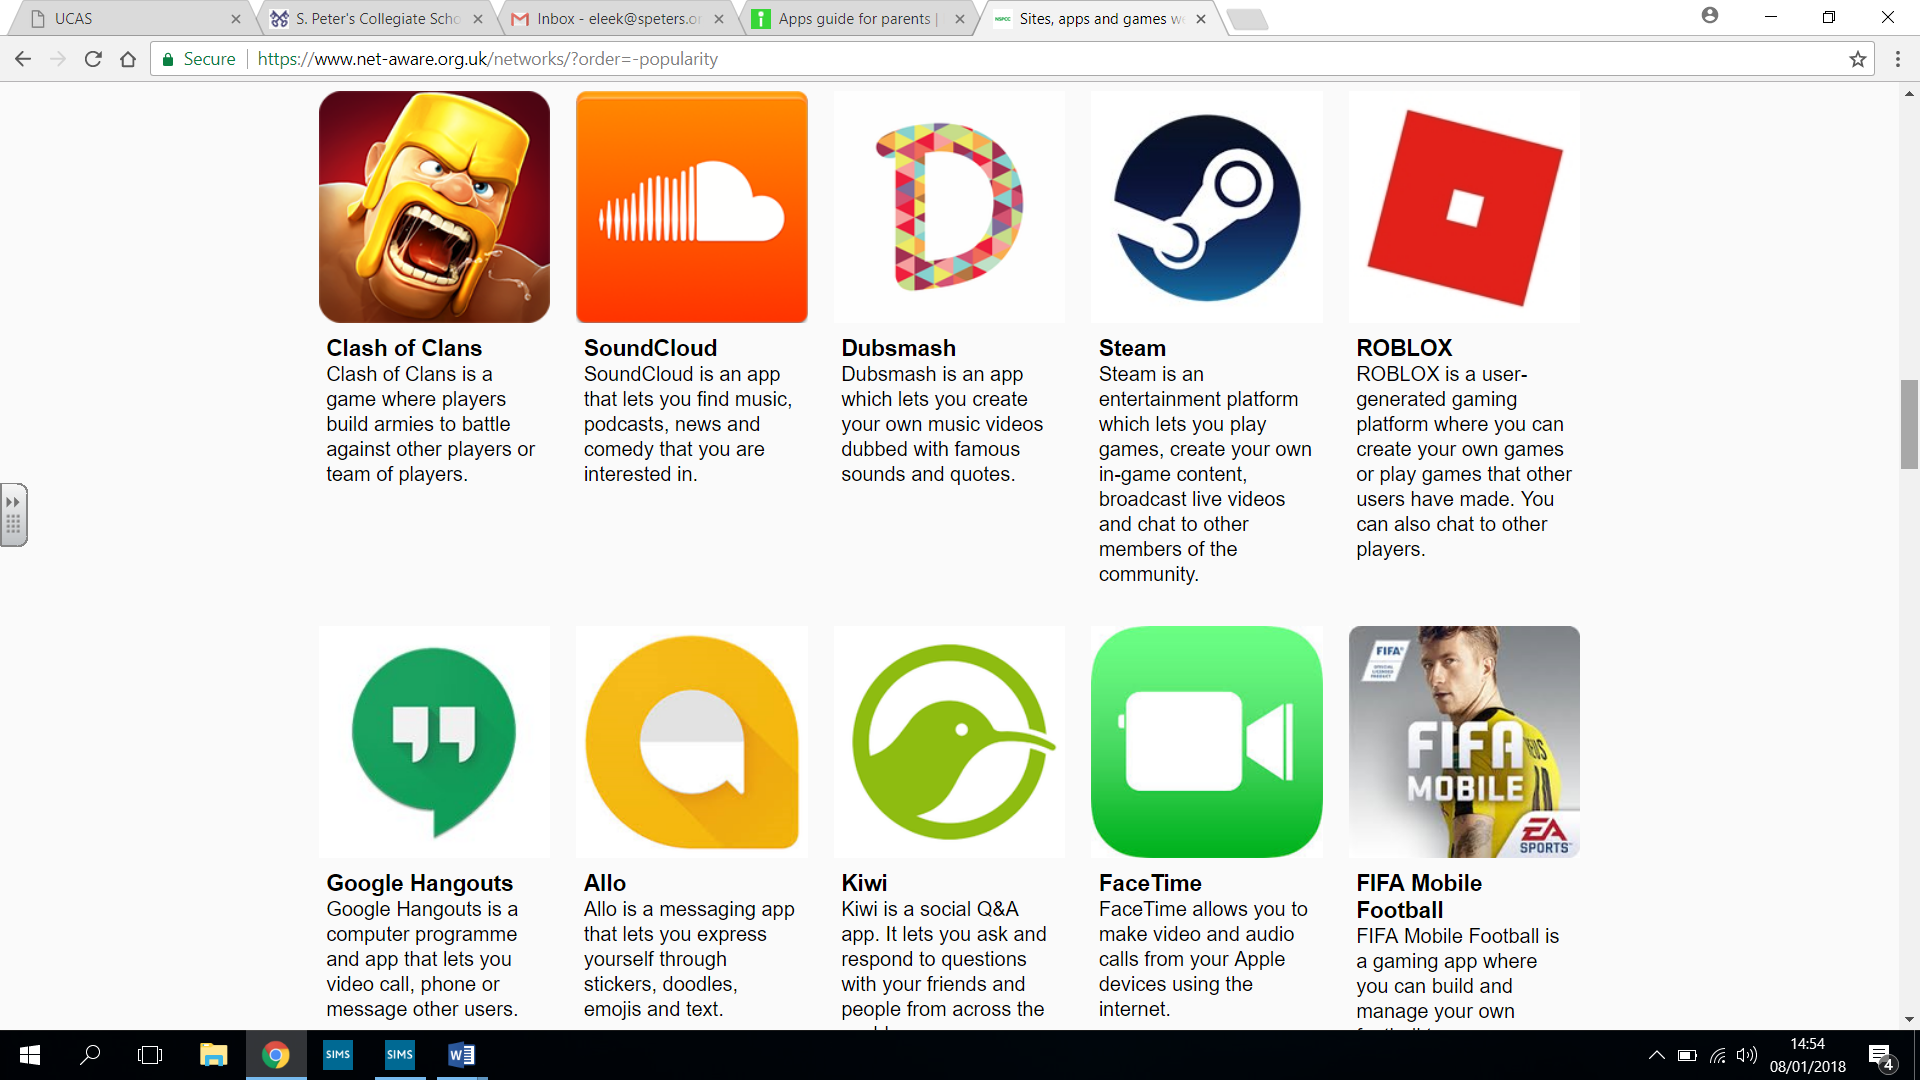 UCAS
S. Peter's Collegiate Scho
Inbox - eleek@speters.or
Apps guide for parents |
NSPCC
Sites, apps and games we
Secure
https://www.net-aware.org.uk/networks/?order=-popularity
Clash of Clans
Clash of Clans is a
game where players
build armies to battle
against other players or
team of players.
SoundCloud
SoundCloud is an app
that lets you find music,
podcasts, news and
comedy that you are
interested in.
Dubsmash
Dubsmash is an app
which lets you create
your own music videos
dubbed with famous
sounds and quotes.
Steam
Steam is an
entertainment platform
which lets you play
games, create your own
in-game content,
broadcast live videos
and chat to other
members of the
community.
ROBLOX
ROBLOX is a user-
generated gaming
platform where you can
create your own games
or play games that other
users have made. You
can also chat to other
players.
FIFA
OFFICIAL
LICENSED
PRODUCT
FIFA
MOBILE
EA
SPORTS
Google Hangouts
Google Hangouts is a
computer programme
and app that lets you
video call, phone or
message other users.
Allo
Allo is a messaging app
that lets you express
yourself through
stickers, doodles,
emojis and text.
Kiwi
Kiwi is a social Q&A
app. It lets you ask and
respond to questions
with your friends and
people from across the
FaceTime
FaceTime allows you to
make video and audio
calls from your Apple
devices using the
internet.
FIFA Mobile
Football
FIFA Mobile Football is
a gaming app where
you can build and
manage your own
SIMS
SIMS
14:54
08/01/2018
4